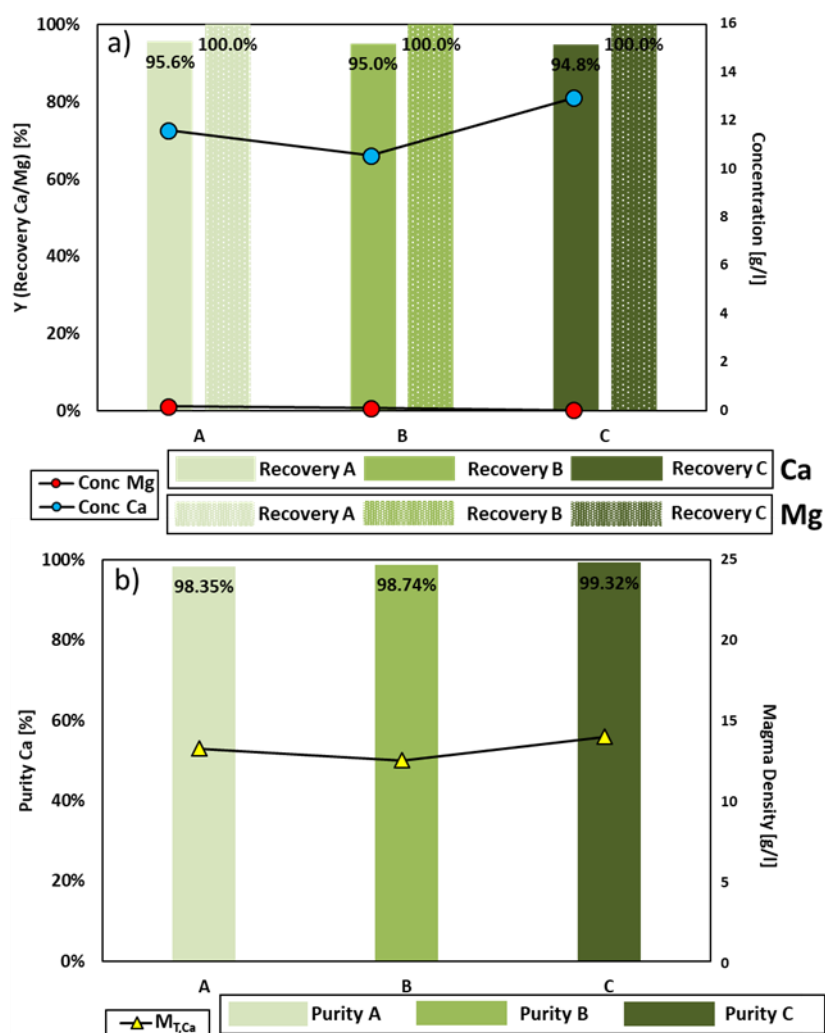 a)
100%
80%
60%
40%
20%
0%
Y (Recovery Ca/Mg) [%]
95.6%
100.0%
95.0%
100.0%
94.8%
100.0%
16
14
12
10
8
6
4
2
0
Concentration [g/l]
A B C
Conc Mg
Conc Ca
Recovery A Recovery B Recovery C Ca
Recovery A Recovery B Recovery C Mg
b)
100%
80%
60%
40%
20%
0%
Purity Ca [%]
98.35% 98.74% 99.32%
25
20
15
10
5
0
Magma Density [g/l]
A B C
M_T,Ca
Purity A Purity B Purity C